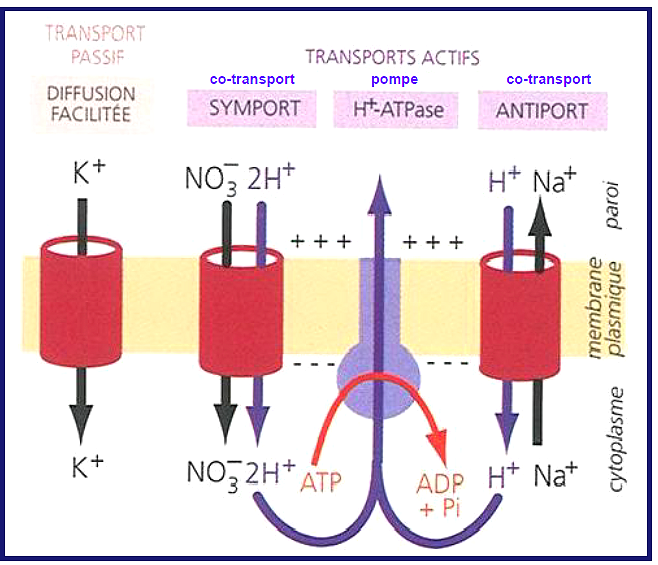 TRANSPORT
PASSIF
TRANSPORTS ACTIFS
DIFFUSION
FACILITÉE
co-transport
SYMPORT
pompe
H⁺-ATPase
co-transport
ANTIPORT
K⁺
NO₃⁻ 2H⁺
H⁺ Na⁺
+ + +
+ + +
paroi
membrane
plasmique
- - -
- - -
cytoplasme
K⁺
NO₃⁻ 2H⁺
ATP
ADP
+ Pi
H⁺ Na⁺